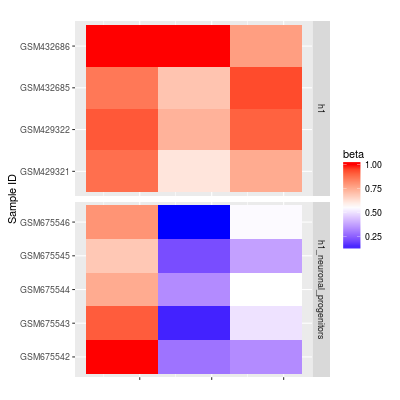 GSM432686
GSM432685
GSM429322
GSM429321
h1
GSM675546
GSM675545
GSM675544
GSM675543
GSM675542
h1_neuronal_progenitors
Sample ID
beta
1.00
0.75
0.50
0.25